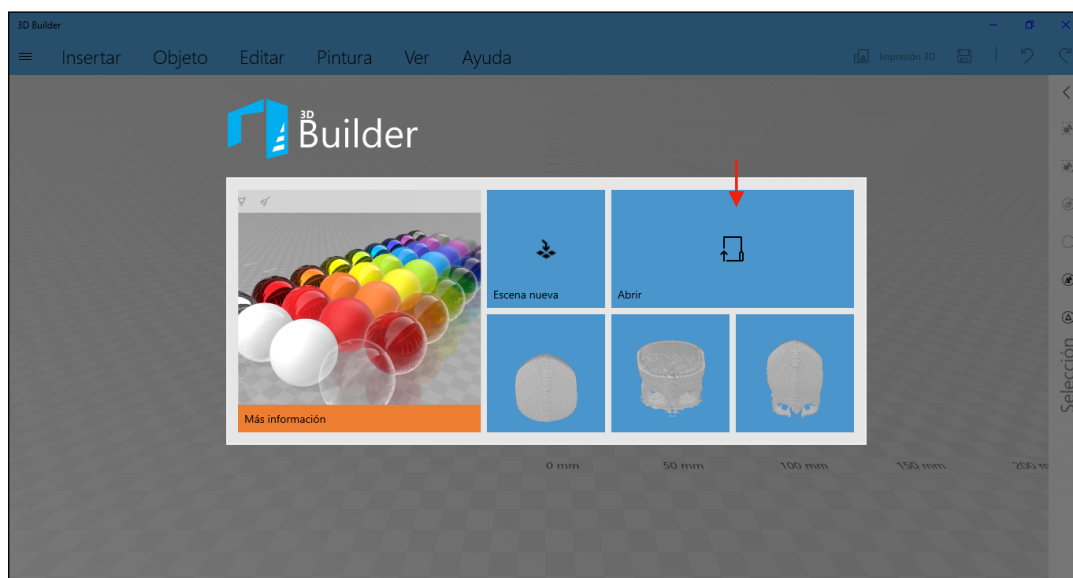 3D Builder
Insertar Objeto Editar Pintura Ver Ayuda Impresión 3D
3D
Builder
Escena nueva
Abrir
Más información
0 mm 50 mm 100 mm 150 mm 200 m
Selección